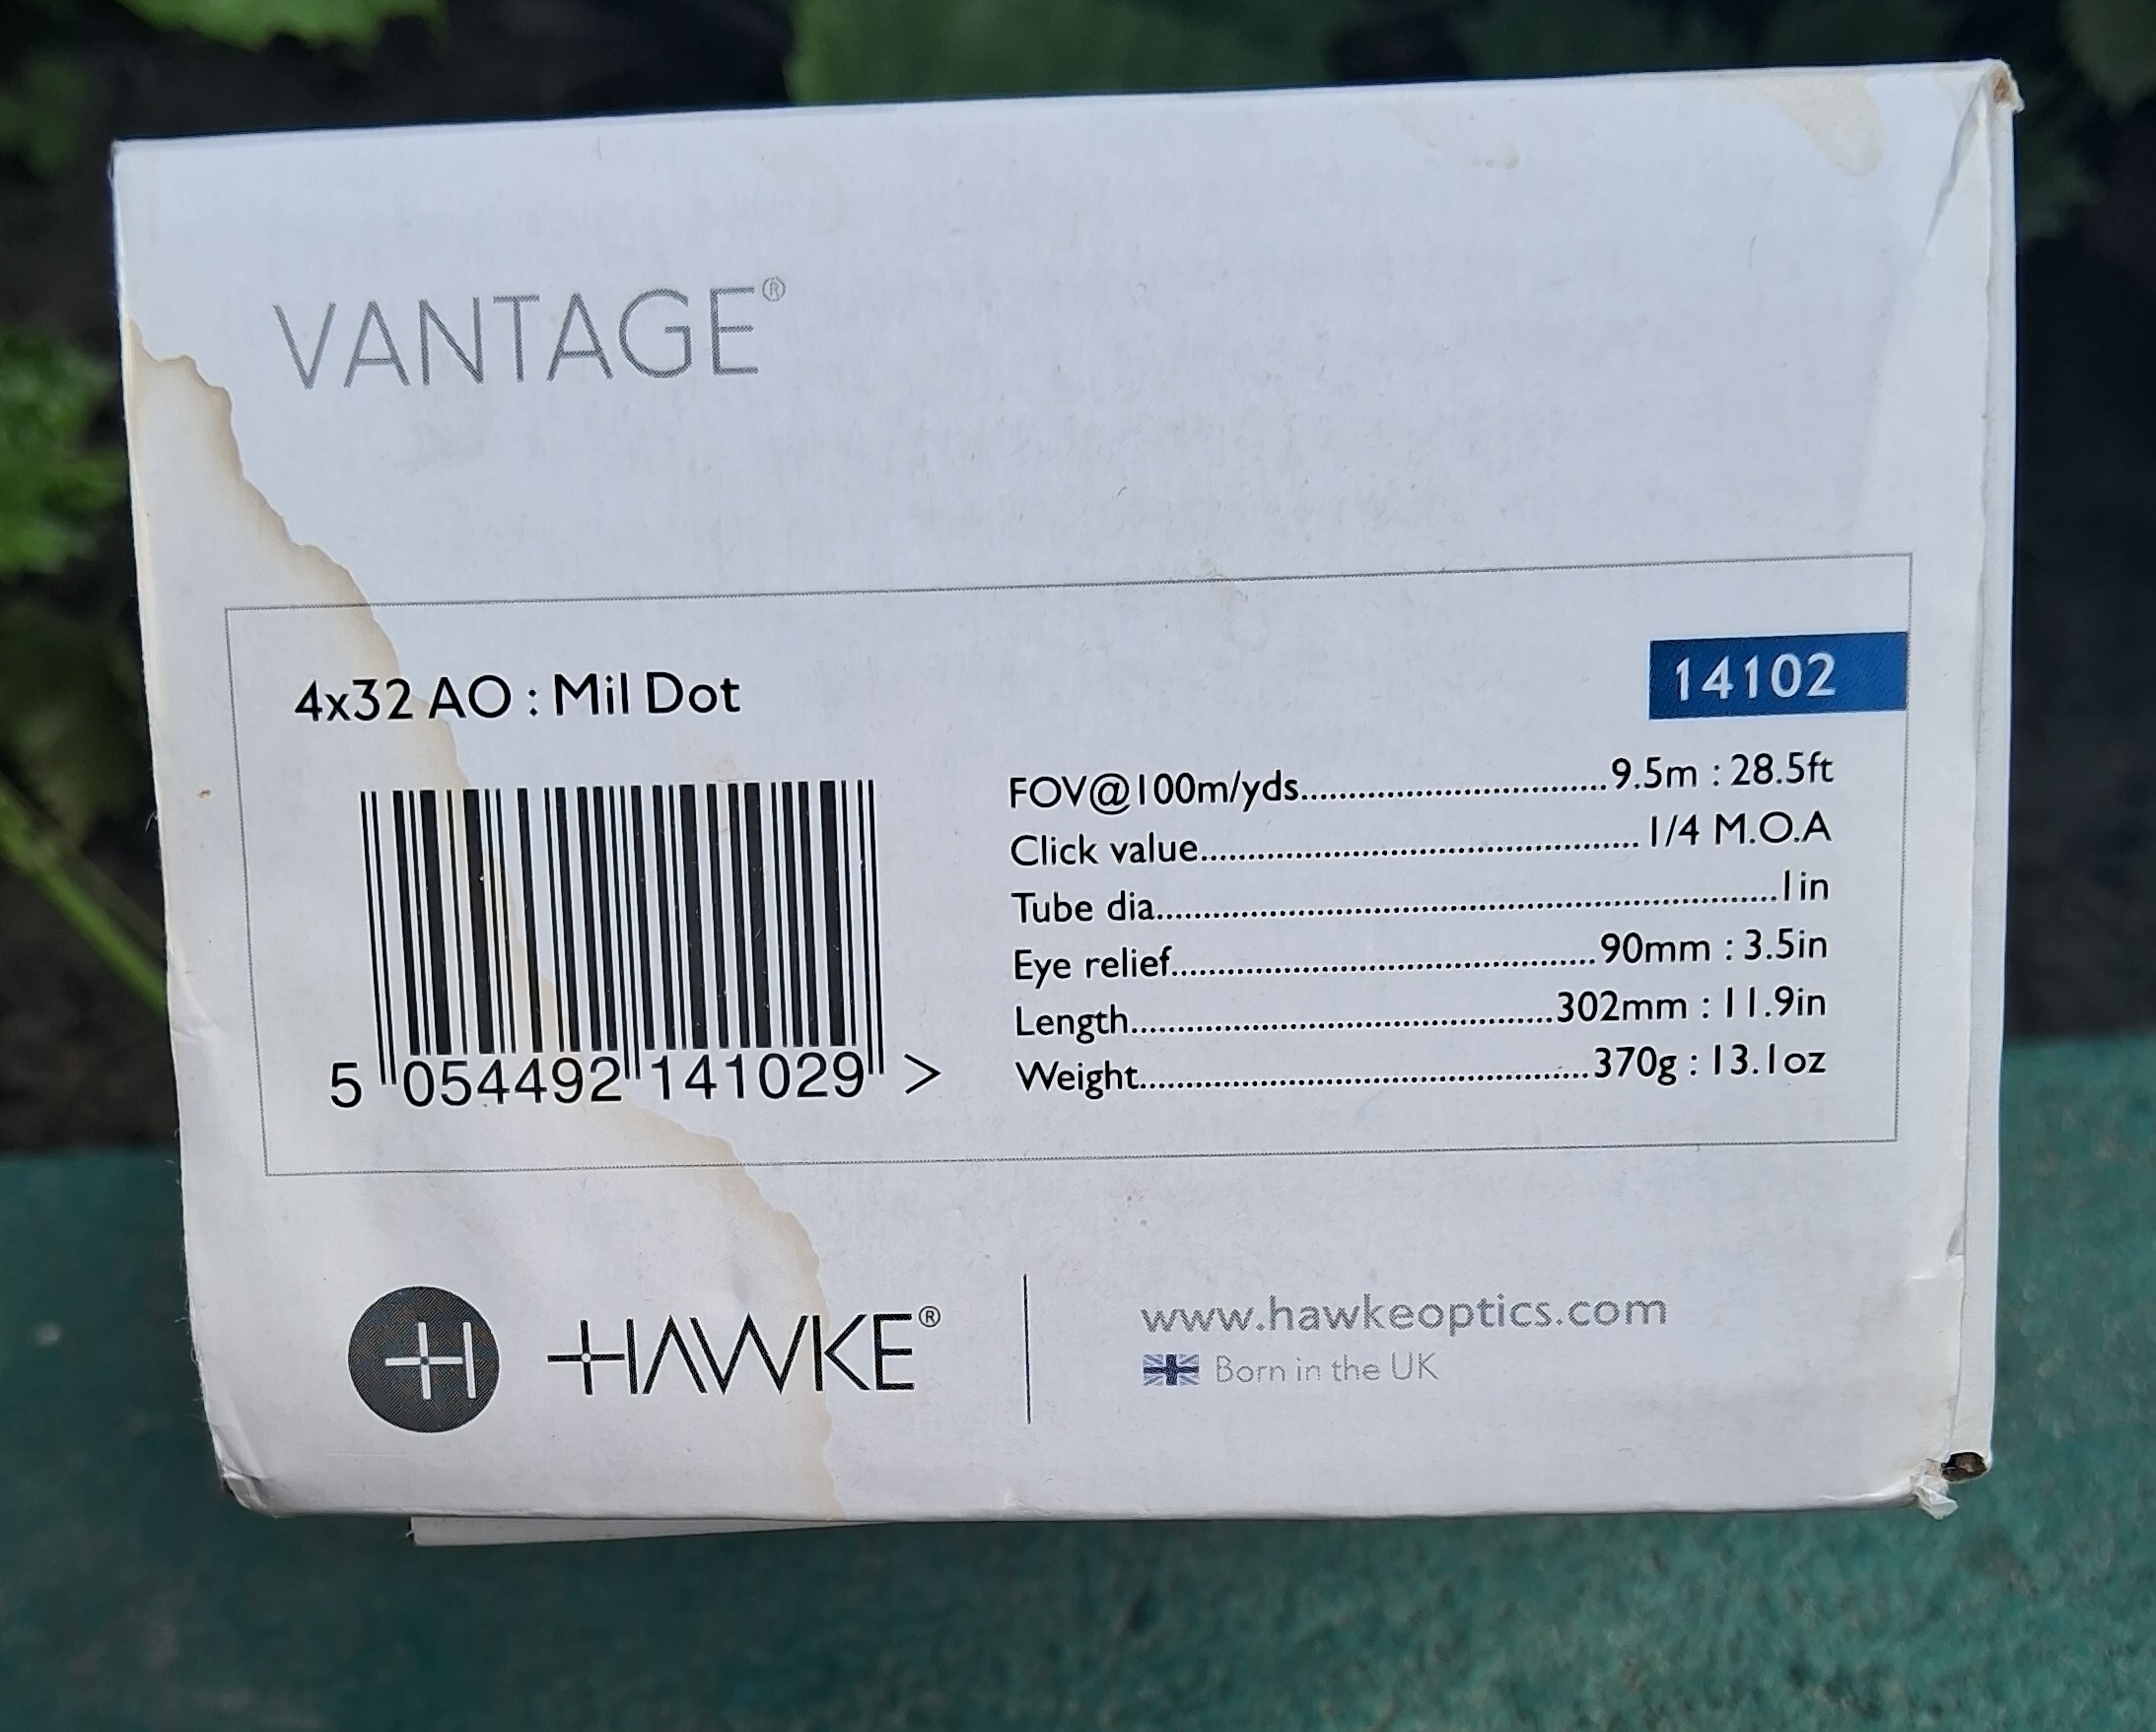 VANTAGE®
4x32 AO : Mil Dot
14102
FOV@100m/yds..............................9.5m : 28.5ft
Click value..............................1/4 M.O.A
Tube dia..............................1in
Eye relief..............................90mm : 3.5in
Length..............................302mm : 11.9in
Weight..............................370g : 13.1oz
5 054492 141029 >
H HAWKE®
www.hawkeoptics.com
Born in the UK